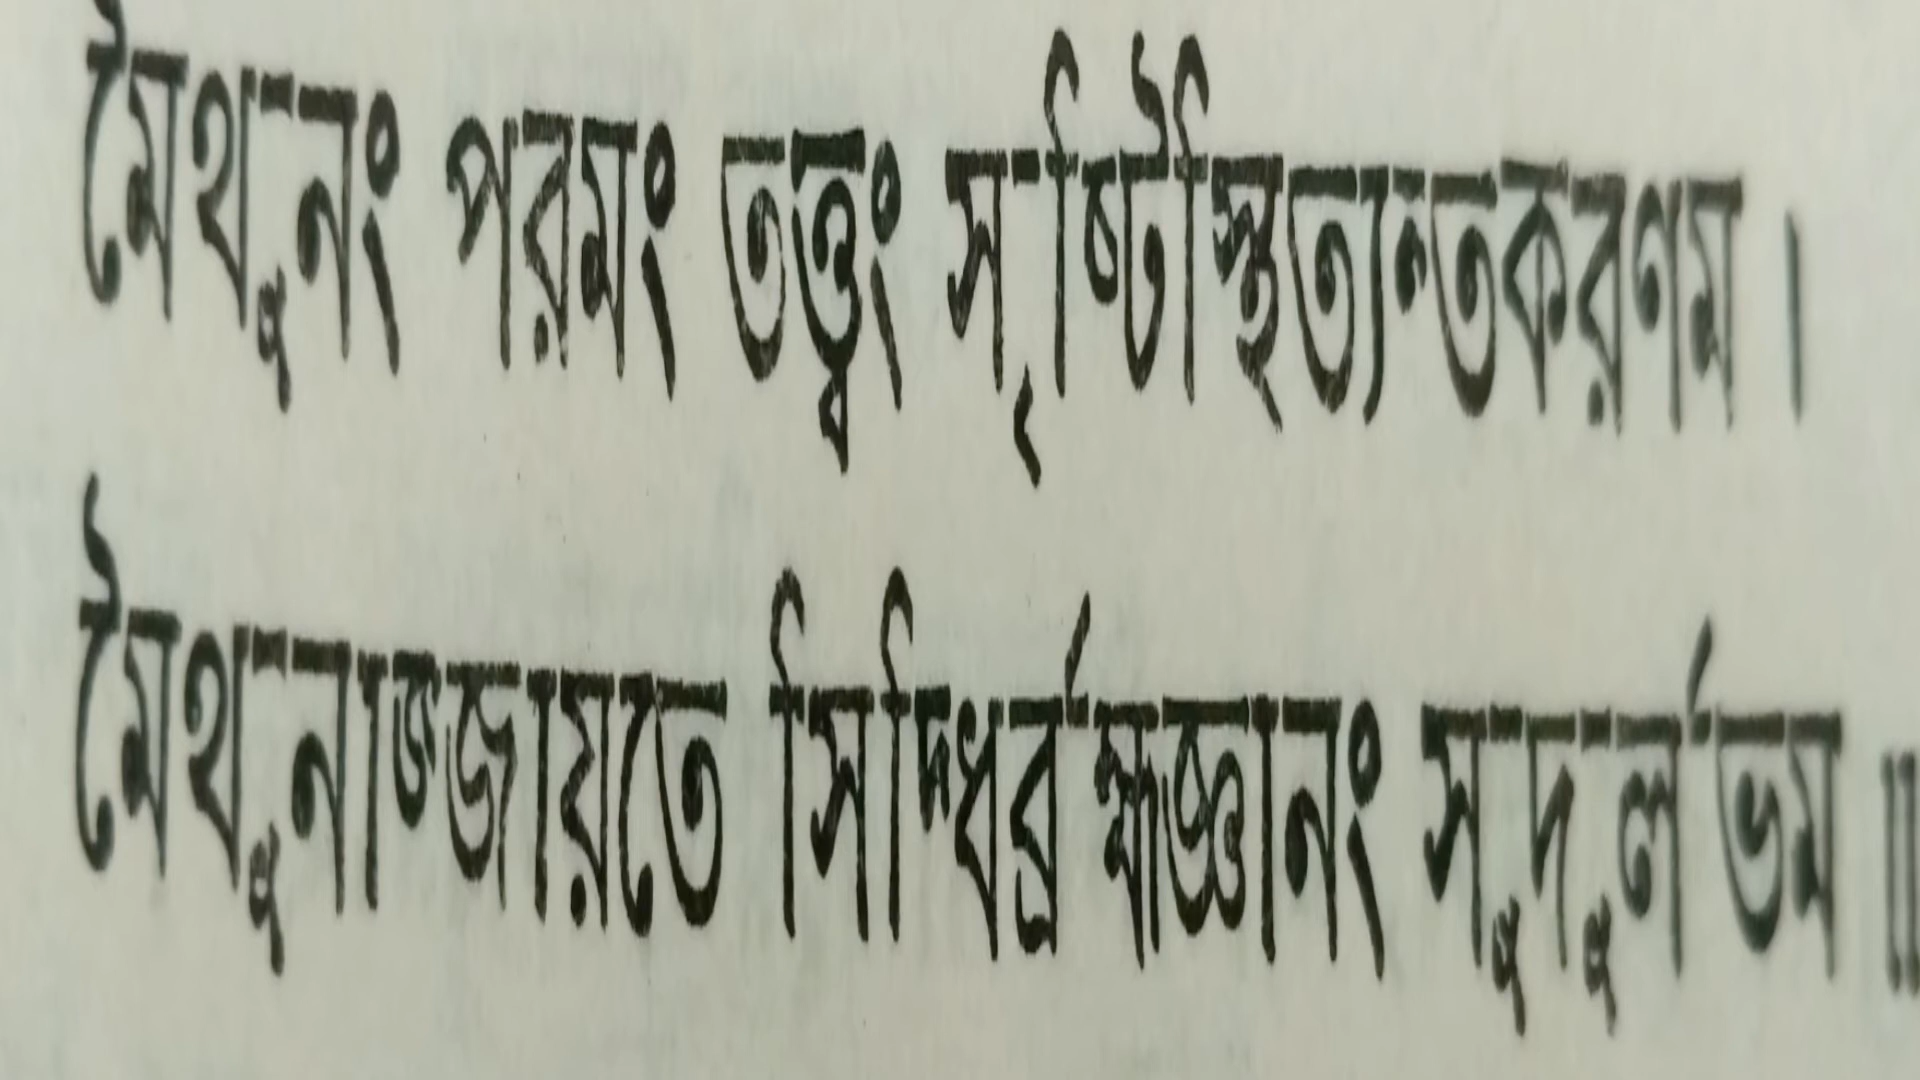 মৈথুনং পরমং তত্ত্বং সৃষ্টিস্থিত্যন্তকরণম ।
মৈথুনাজ্জায়তে সিদ্ধির্ব্রহ্মজ্ঞানং সুদুর্লভম ॥